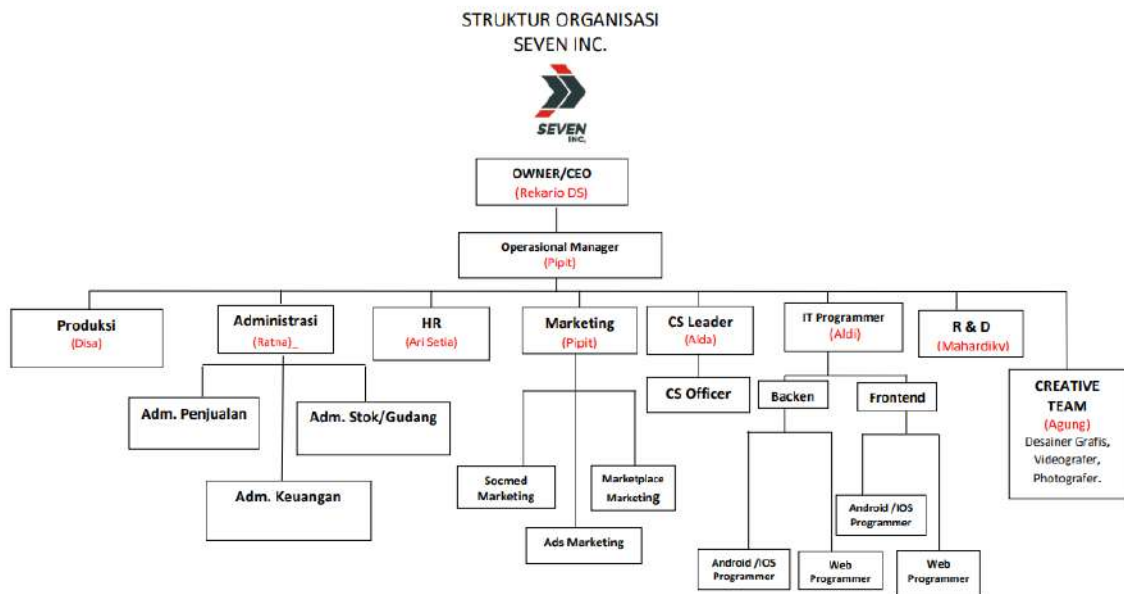 STRUKTUR ORGANISASI
SEVEN INC.
SEVEN
INC.
OWNER/CEO
(Rekario DS)
Operasional Manager
(Pipit)
Produksi
(Disa)
Administrasi
(Ratna)_
HR
(Ari Setia)
Marketing
(Pipit)
CS Leader
(Alda)
IT Programmer
(Aldi)
R & D
(Mahardikv)
CREATIVE
TEAM
(Agung)
Desainer Grafis,
Videografer,
Photografer.
Adm. Penjualan
Adm. Stok/Gudang
Adm. Keuangan
Socmed
Marketing
Marketplace
Marketing
Ads Marketing
CS Officer
Backen
Frontend
Android /IOS
Programmer
Web
Programmer
Android /IOS
Programmer
Web
Programmer